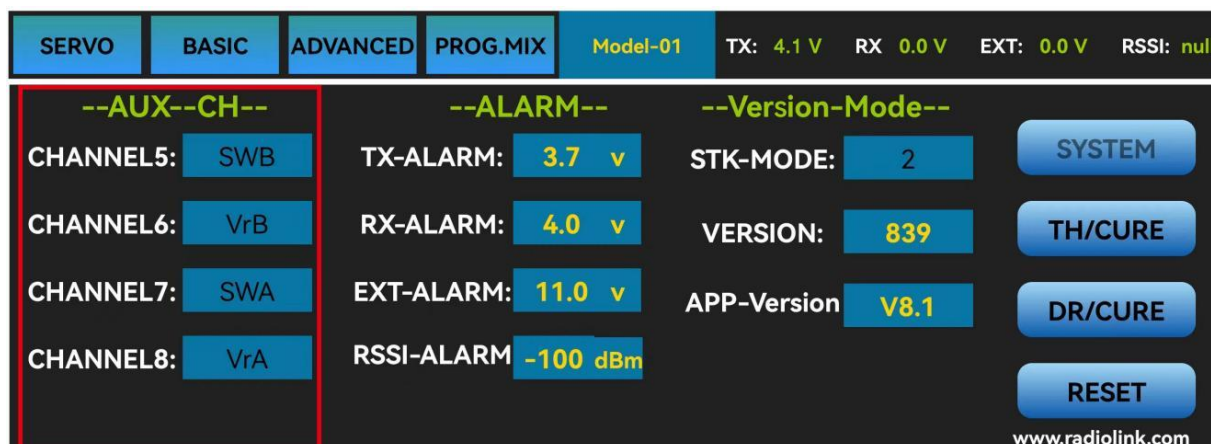 SERVO BASIC ADVANCED PROG.MIX Model-01 TX: 4.1 V RX 0.0 V EXT: 0.0 V RSSI: nul
--AUX--CH-- --ALARM-- --Version-Mode--
CHANNEL5: SWB TX-ALARM: 3.7 v STK-MODE: 2 SYSTEM
CHANNEL6: VrB RX-ALARM: 4.0 v VERSION: 839 TH/CURE
CHANNEL7: SWA EXT-ALARM: 11.0 v APP-Version V8.1 DR/CURE
CHANNEL8: VrA RSSI-ALARM -100 dBm
RESET
www.radiolink.com